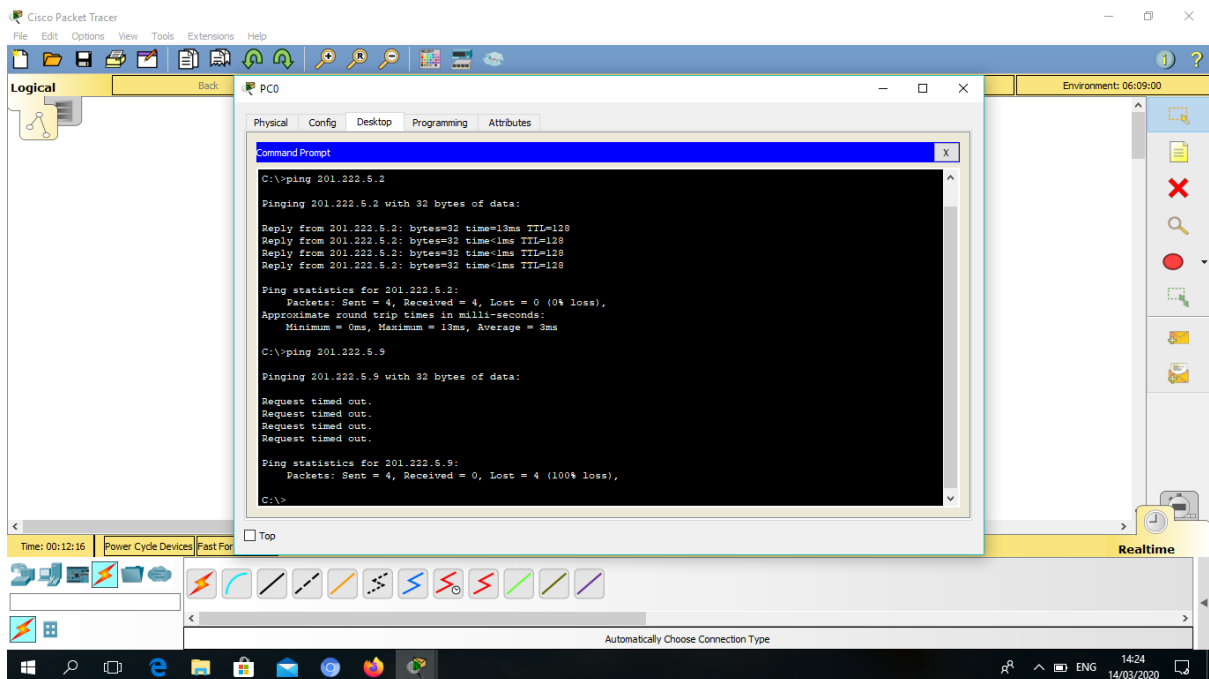 Cisco Packet Tracer
File Edit Options View Tools Extensions Help
Logical
Back
Environment: 06:09:00
PC0
Physical Config Desktop Programming Attributes
Command Prompt
X
C:\>ping 201.222.5.2
Pinging 201.222.5.2 with 32 bytes of data:
Reply from 201.222.5.2: bytes=32 time=13ms TTL=128
Reply from 201.222.5.2: bytes=32 time<1ms TTL=128
Reply from 201.222.5.2: bytes=32 time<1ms TTL=128
Reply from 201.222.5.2: bytes=32 time<1ms TTL=128
Ping statistics for 201.222.5.2:
Packets: Sent = 4, Received = 4, Lost = 0 (0% loss),
Approximate round trip times in milli-seconds:
Minimum = 0ms, Maximum = 13ms, Average = 3ms
C:\>ping 201.222.5.9
Pinging 201.222.5.9 with 32 bytes of data:
Request timed out.
Request timed out.
Request timed out.
Request timed out.
Ping statistics for 201.222.5.9:
Packets: Sent = 4, Received = 0, Lost = 4 (100% loss),
C:\>
Top
Time: 00:12:16 Power Cycle Devices Fast For
Realtime
Automatically Choose Connection Type
ENG
14:24
14/03/2020